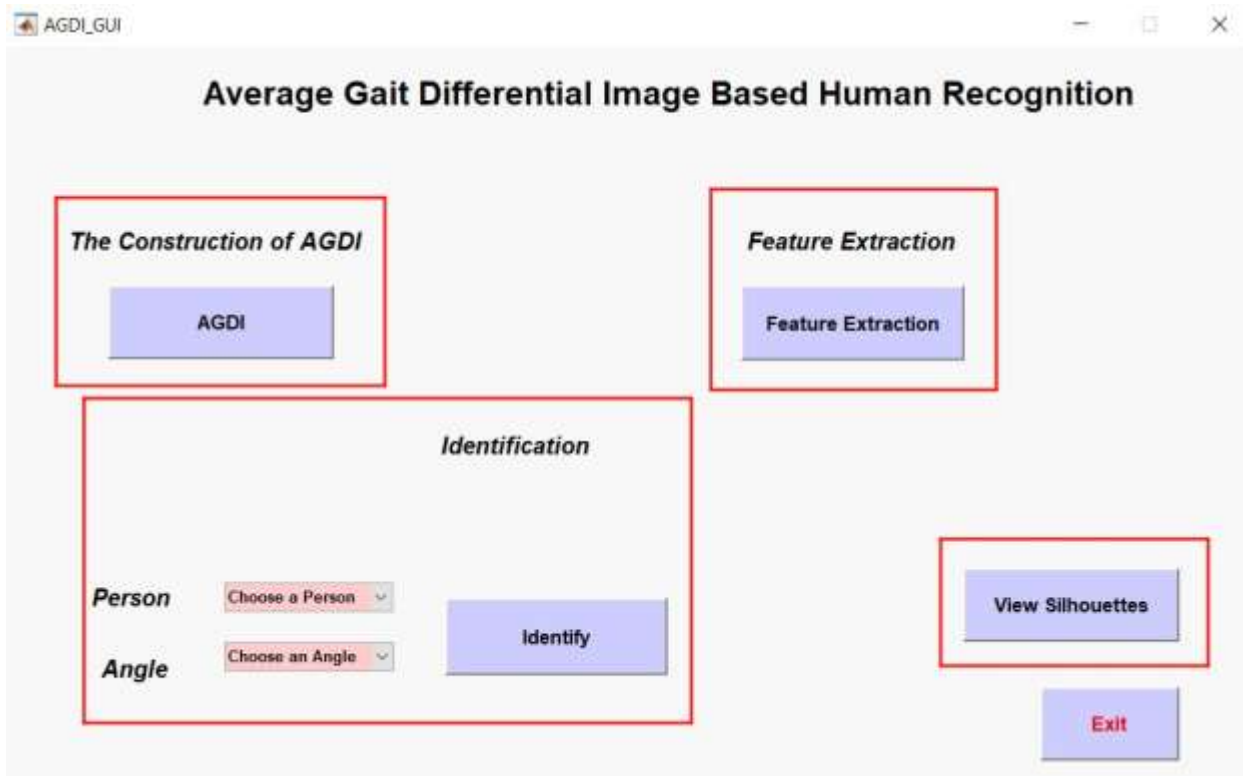 AGDI_GUI
Average Gait Differential Image Based Human Recognition
The Construction of AGDI
AGDI
Feature Extraction
Feature Extraction
Identification
Person
Choose a Person
Angle
Choose an Angle
Identify
View Silhouettes
Exit